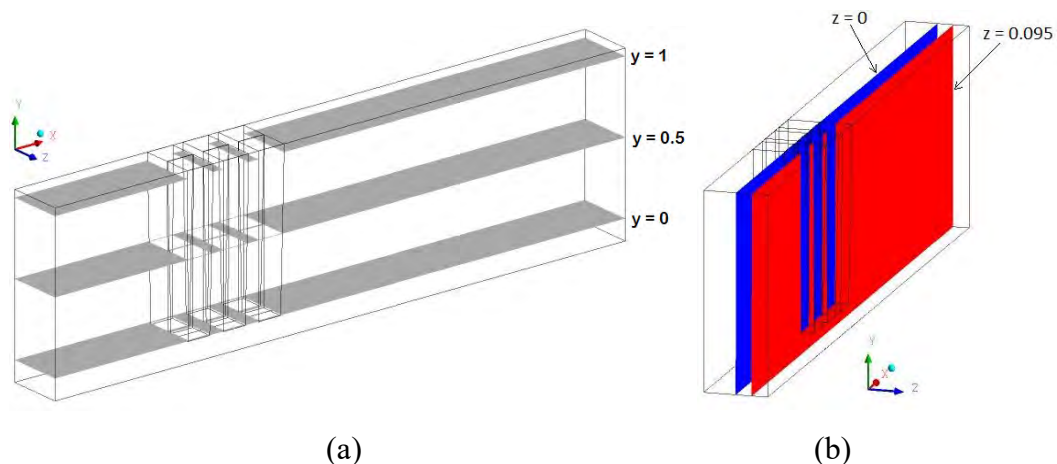 y = 1
y = 0.5
y = 0
Y
X
Z
(a)
z = 0
z = 0.095
Y
X
Z
(b)